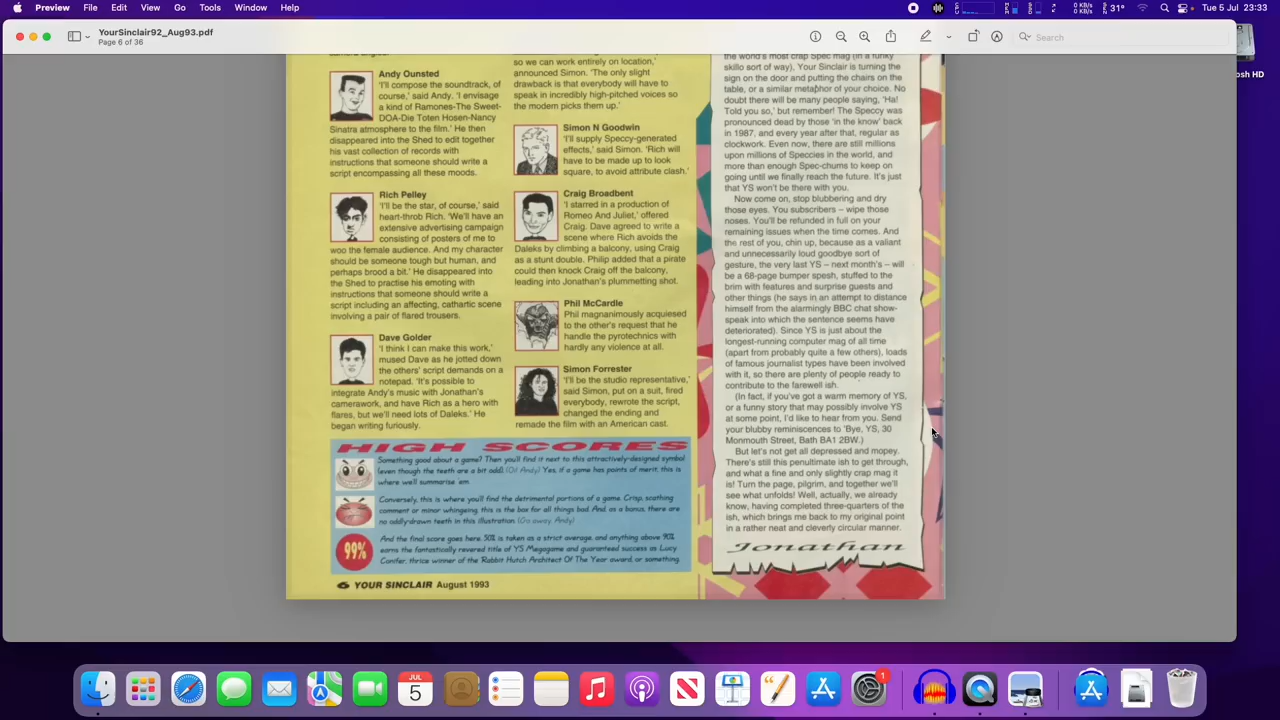 Preview File Edit View Go Tools Window Help
0 KB/s
0 KB/s
31° Tue 5 Jul 23:33
YourSinclair92_Aug93.pdf
Page 6 of 36
Search
osh HD
Andy Ounsted
'I'll compose the soundtrack, of
course,' said Andy. 'I envisage
a kind of Ramones-The Sweet-
DOA-Die Toten Hosen-Nancy
Sinatra atmosphere to the film.' He then
disappeared into the Shed to edit together
his vast collection of records with
instructions that someone should write a
script encompassing all these moods.
Rich Pelley
'I'll be the star, of course,' said
heart-throb Rich. 'We'll have an
extensive advertising campaign
consisting of posters of me to
woo the female audience. And my character
should be someone tough but human, and
perhaps brood a bit.' He disappeared into
the Shed to practise his emoting with
instructions that someone should write a
script including an affecting, cathartic scene
involving a pair of flared trousers.
Dave Golder
'I think I can make this work,'
mused Dave as he jotted down
the others' script demands on a
notepad. 'It's possible to
integrate Andy's music with Jonathan's
camerawork, and have Rich as a hero with
flares, but we'll need lots of Daleks.' He
began writing furiously.
so we can work entirely on location,'
announced Simon. 'The only slight
drawback is that everybody will have to
speak in incredibly high-pitched voices so
the modem picks them up.'
Simon N Goodwin
'I'll supply Speccy-generated
effects,' said Simon. 'Rich will
have to be made up to look
square, to avoid attribute clash.'
Craig Broadbent
'I starred in a production of
Romeo And Juliet,' offered
Craig. Dave agreed to write a
scene where Rich avoids the
Daleks by climbing a balcony, using Craig
as a stunt double. Philip added that a pirate
could then knock Craig off the balcony,
leading into Jonathan's plummetting shot.
Phil McCardle
Phil magnanimously acquiesed
to the other's request that he
handle the pyrotechnics with
hardly any violence at all.
Simon Forrester
'I'll be the studio representative,'
said Simon, put on a suit, fired
everybody, rewrote the script,
changed the ending and
remade the film with an American cast.
HIGH SCORES
Something good about a game? Then you'll find it next to this attractively-designed symbol
(even though the teeth are a bit odd). (Oi! Andy) Yes, if a game has points of merit, this is
where we'll summarise 'em.
Conversely, this is where you'll find the detrimental portions of a game. Crisp, scathing
comment or minor whingeing, this is the box for all things bad. And, as a bonus, there are
no oddly-drawn teeth in this illustration. (Go away. Andy)
99%
And the final score goes here. 50% is taken as a strict average, and anything above 90%
earns the fantastically revered title of YS Megagame and guaranteed success as Lucy
Conifer, thrice winner of the 'Rabbit Hutch Architect Of The Year' award, or something.
6 YOUR SINCLAIR August 1993
the world's most crap Spec mag (in a funky
skillo sort of way). Your Sinclair is turning the
sign on the door and putting the chairs on the
table, or a similar metaphor of your choice. No
doubt there will be many people saying, 'Ha!
Told you so,' but remember! The Speccy was
pronounced dead by those 'in the know' back
in 1987, and every year after that, regular as
clockwork. Even now, there are still millions
upon millions of Speccies in the world, and
more than enough Spec-chums to keep on
going until we finally reach the future. It's just
that YS won't be there with you.
Now come on, stop blubbering and dry
those eyes. You subscribers – wipe those
noses. You'll be refunded in full on your
remaining issues when the time comes. And
the rest of you, chin up, because as a valiant
and unnecessarily loud goodbye sort of
gesture, the very last YS – next month's – will
be a 68-page bumper spesh, stuffed to the
brim with features and surprise guests and
other things (he says in an attempt to distance
himself from the alarmingly BBC chat show-
speak into which the sentence seems have
deteriorated). Since YS is just about the
longest-running computer mag of all time
(apart from probably quite a few others), loads
of famous journalist types have been involved
with it, so there are plenty of people ready to
contribute to the farewell ish.
(In fact, if you've got a warm memory of YS,
or a funny story that may possibly involve YS
at some point, I'd like to hear from you. Send
your blubby reminiscences to 'Bye, YS, 30
Monmouth Street, Bath BA1 2BW.)
But let's not get all depressed and mopey.
There's still this penultimate ish to get through,
and what a fine and only slightly crap mag it
is! Turn the page, pilgrim, and together we'll
see what unfolds! Well, actually, we already
know, having completed three-quarters of the
ish, which brings me back to my original point
in a rather neat and cleverly circular manner.
Jonathan
JUL
5
1